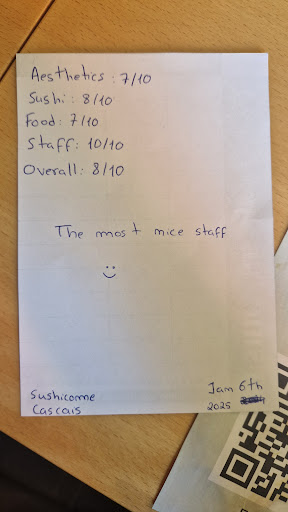 Aesthetics: 7/10
Sushi: 8/10
Food: 7/10
Staff: 10/10
Overall: 8/10
The most nice staff
:)
Sushicome
Cascais
Jan 6th
2025